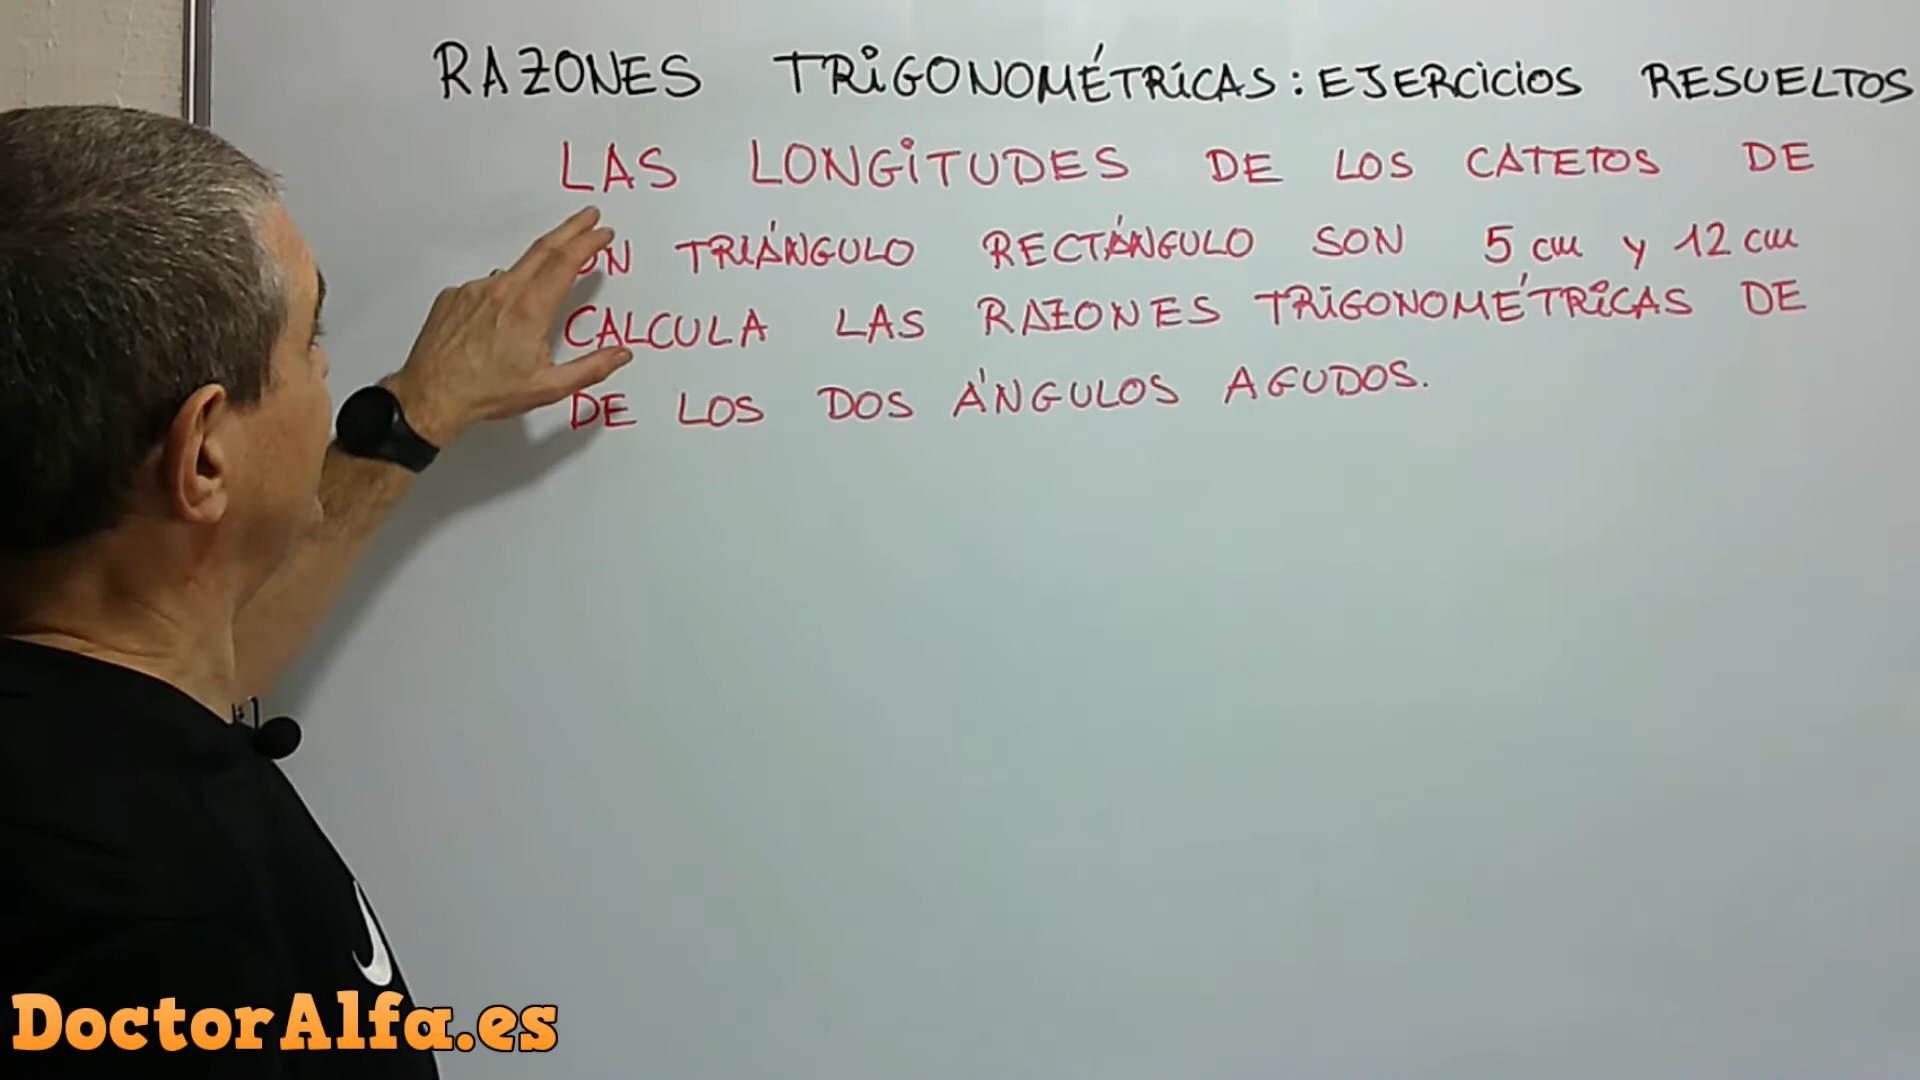 RAZONES TRIGONOMÉTRICAS: EJERCICIOS RESUELTOS
LAS LONGITUDES DE LOS CATETOS DE
UN TRIÁNGULO RECTÁNGULO SON 5 cm y 12 cm
CALCULA LAS RAZONES TRIGONOMÉTRICAS DE
DE LOS DOS ÁNGULOS AGUDOS.
DoctorAlfa.es